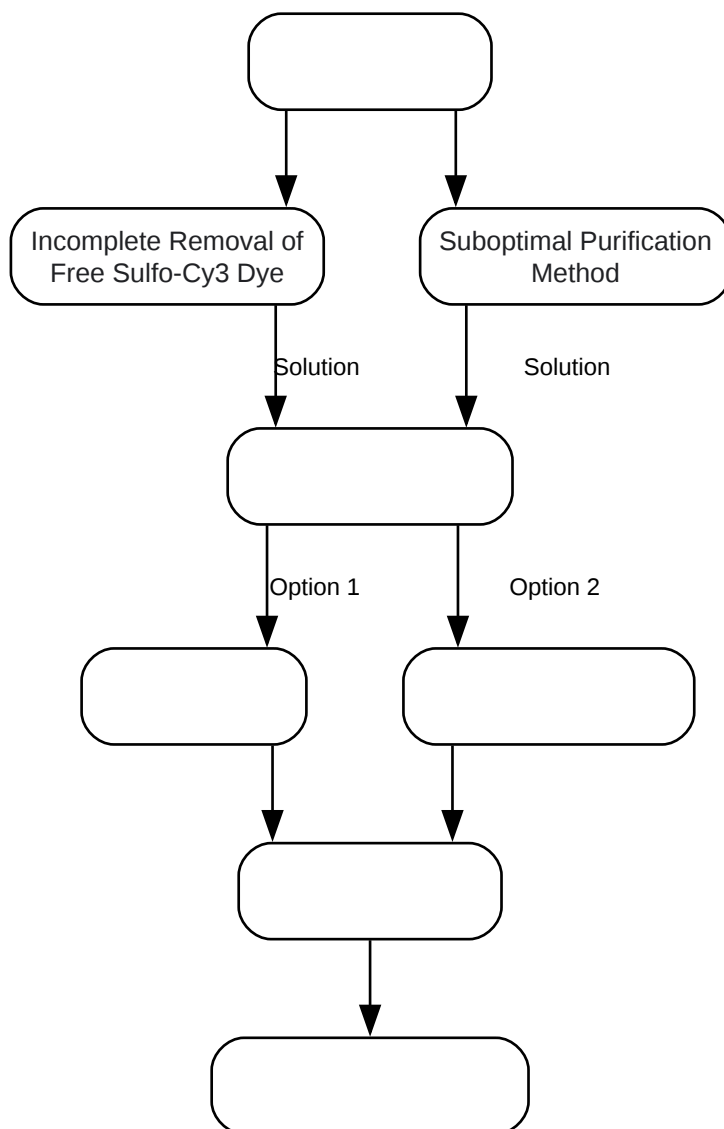 Incomplete Removal of
Free Sulfo-Cy3 Dye
Suboptimal Purification
Method
Solution
Solution
Option 1
Option 2